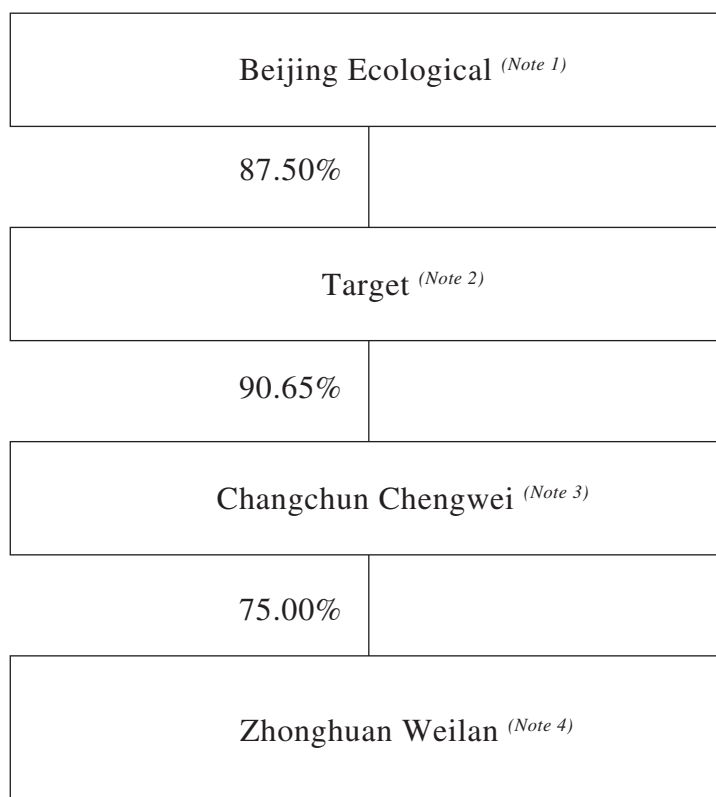 Beijing Ecological (Note 1)
87.50%
Target (Note 2)
90.65%
Changchun Chengwei (Note 3)
75.00%
Zhonghuan Weilan (Note 4)